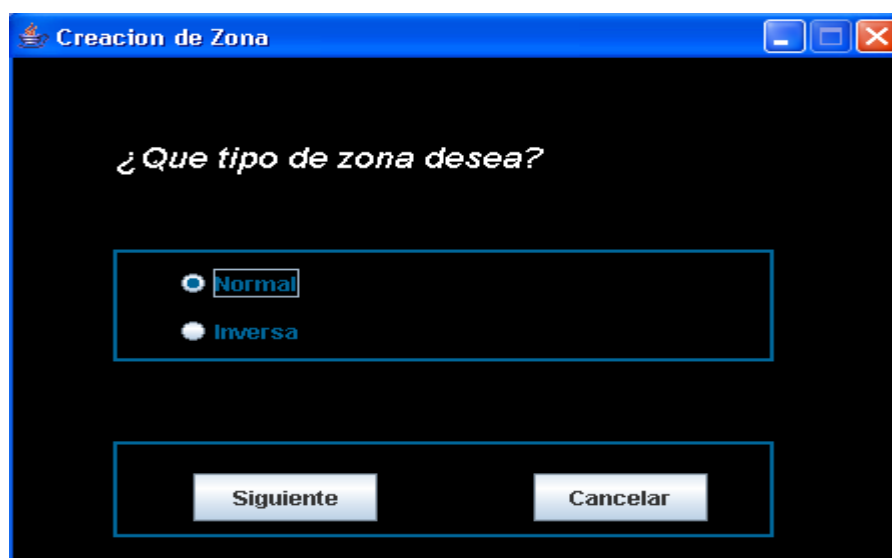 Creacion de Zona
¿Que tipo de zona desea?
Normal
Inversa
Siguiente Cancelar